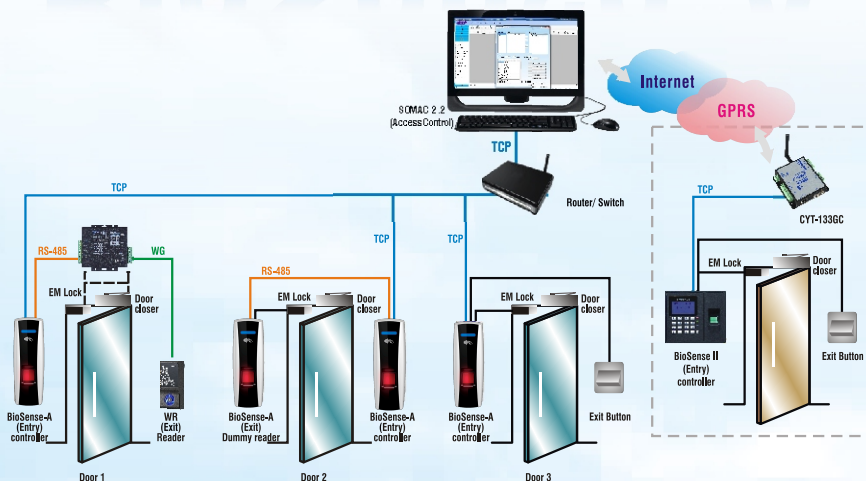 SOMAC 2.2
(Access Control)
Internet
GPRS
TCP
Router/ Switch
TCP
CYT-133GC
TCP
RS-485
WG
EM Lock
Door
closer
BioSense-A
(Entry)
controller
WR
(Exit)
Reader
Door 1
RS-485
TCP
EM Lock
Door
closer
BioSense-A
(Exit)
Dummy reader
BioSense-A
(Entry)
controller
Door 2
TCP
EM Lock
Door
closer
BioSense-A
(Entry)
controller
Exit Button
Door 3
EM Lock
Door
closer
BioSense II
(Entry)
controller
Exit Button